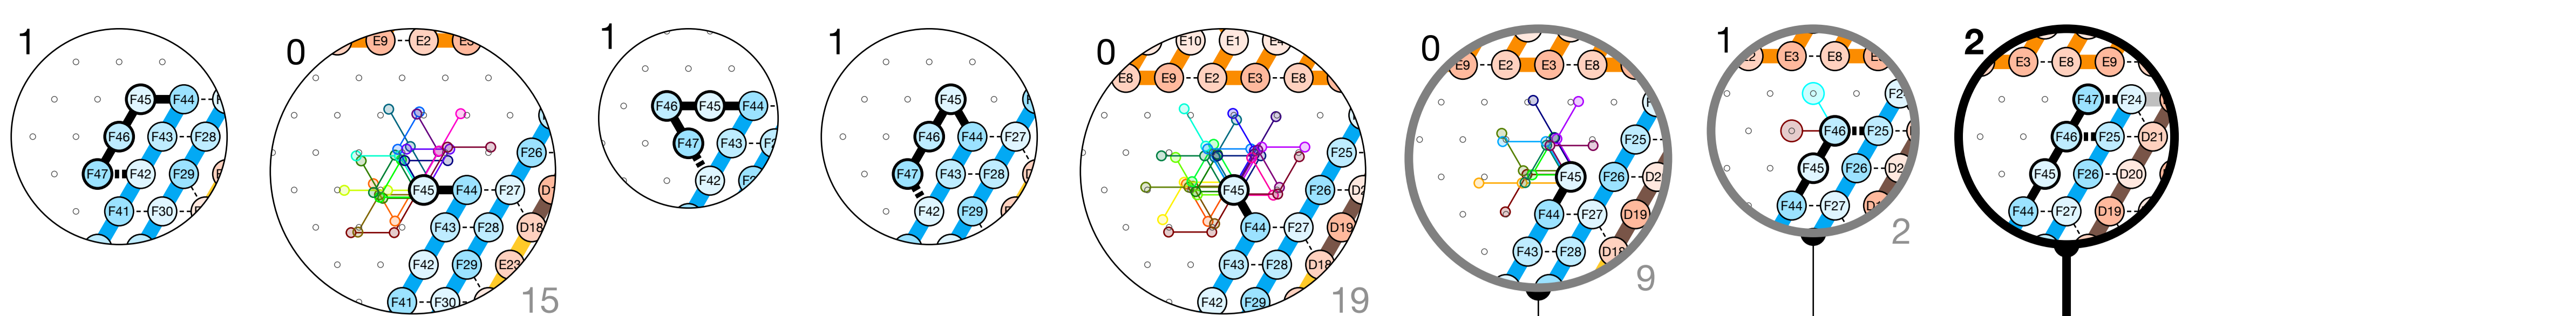 1
F45 F44
F46 F43 F28
F47 F42 F29
F41 F30
0
E9 E2
F26
F45 F44 F27
F43 F28 D18
F42 F29 E23
F41 F30
15
1
F46 F45 F44
F47 F43
F42
1
F45
F46 F44 F27
F47 F43 F28
F42 F29
0
E10 E1
E8 E9 E2 E3 E8
F25
F45 F26
F44 F27 D19
F43 F28 D18
F42 F29
19
0
E9 E2 E3 E8
F25
F45 F26
F44 F27 D19
F43 F28 D18
9
1
E3 E8
F46 F25
F45 F26
F44 F27
2
2
E3 E8 E9
F47 F24
F46 F25 D21
F45 F26 D20
F44 F27 D19